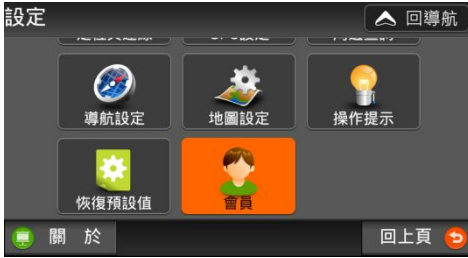 設定
回導航
導航設定
地圖設定
操作提示
恢復預設值
會員
關 於
回上頁